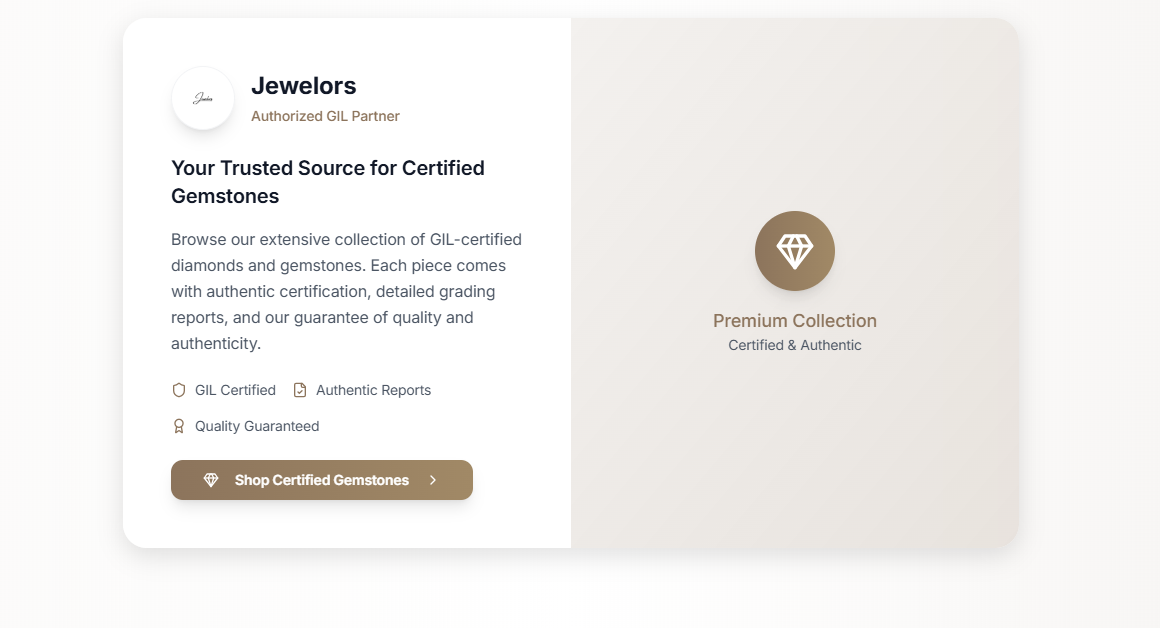 Jewelors
Authorized GIL Partner
Your Trusted Source for Certified
Gemstones
Browse our extensive collection of GIL-certified
diamonds and gemstones. Each piece comes
with authentic certification, detailed grading
reports, and our guarantee of quality and
authenticity.
GIL Certified
Authentic Reports
Quality Guaranteed
Shop Certified Gemstones
Premium Collection
Certified & Authentic